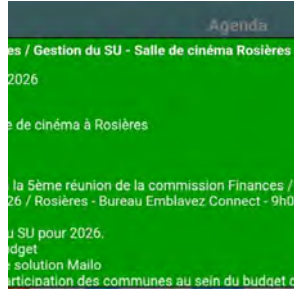 Agenda
es / Gestion du SU - Salle de cinéma Rosières
2026
e de cinéma à Rosières
la 5ème réunion de la commission Finances /
26 / Rosières - Bureau Emblavez Connect - 9h0
u SU pour 2026.
dget
e solution Mailo
articipation des communes au sein du budget d